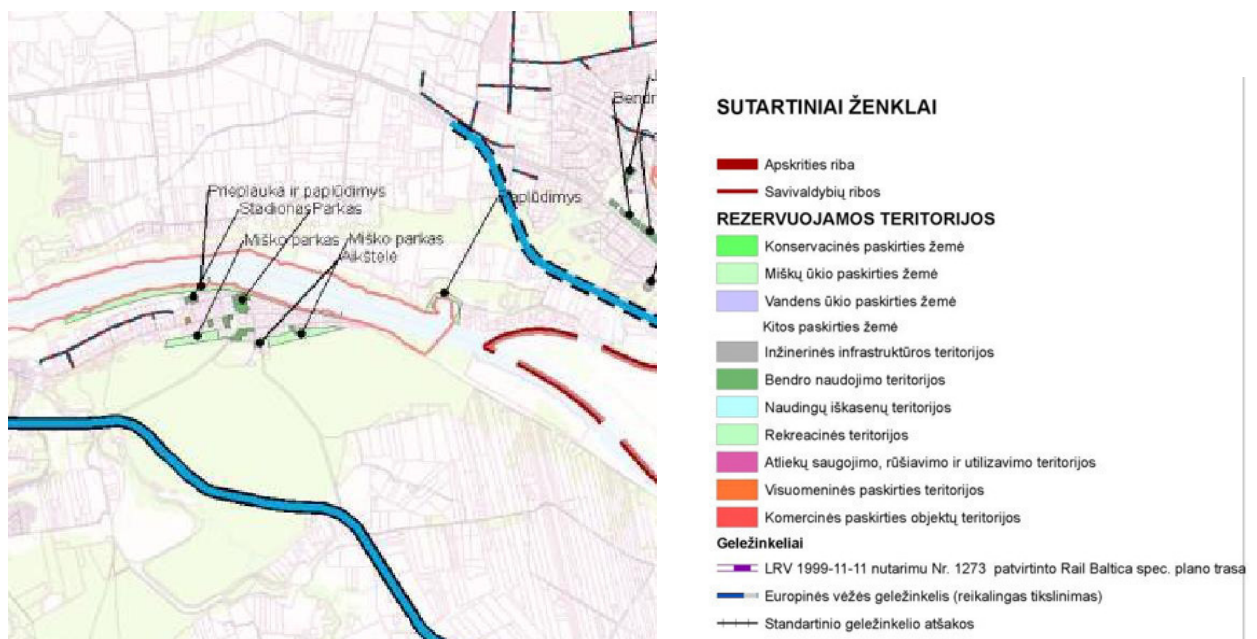 Bendr
Prieplauka ir paplūdimys
Paplūdimys
Stadionas Parkas
Miško parkas Miško parkas
Aikštelė
SUTARTINIAI ŽENKLAI
Apskrities riba
Savivaldybių ribos
REZERVUOJAMOS TERITORIJOS
Konservacinės paskirties žemė
Miškų ūkio paskirties žemė
Vandens ūkio paskirties žemė
Kitos paskirties žemė
Inžinerinės infrastruktūros teritorijos
Bendro naudojimo teritorijos
Naudingų iškasenų teritorijos
Rekreacinės teritorijos
Atliekų saugojimo, rūšiavimo ir utilizavimo teritorijos
Visuomeninės paskirties teritorijos
Komercinės paskirties objektų teritorijos
Geležinkeliai
LRV 1999-11-11 nutarimu Nr. 1273 patvirtinto Rail Baltica spec. plano trasa
Europinės vėžės geležinkelis (reikalingas tikslinimas)
Standartinio geležinkelio atšakos